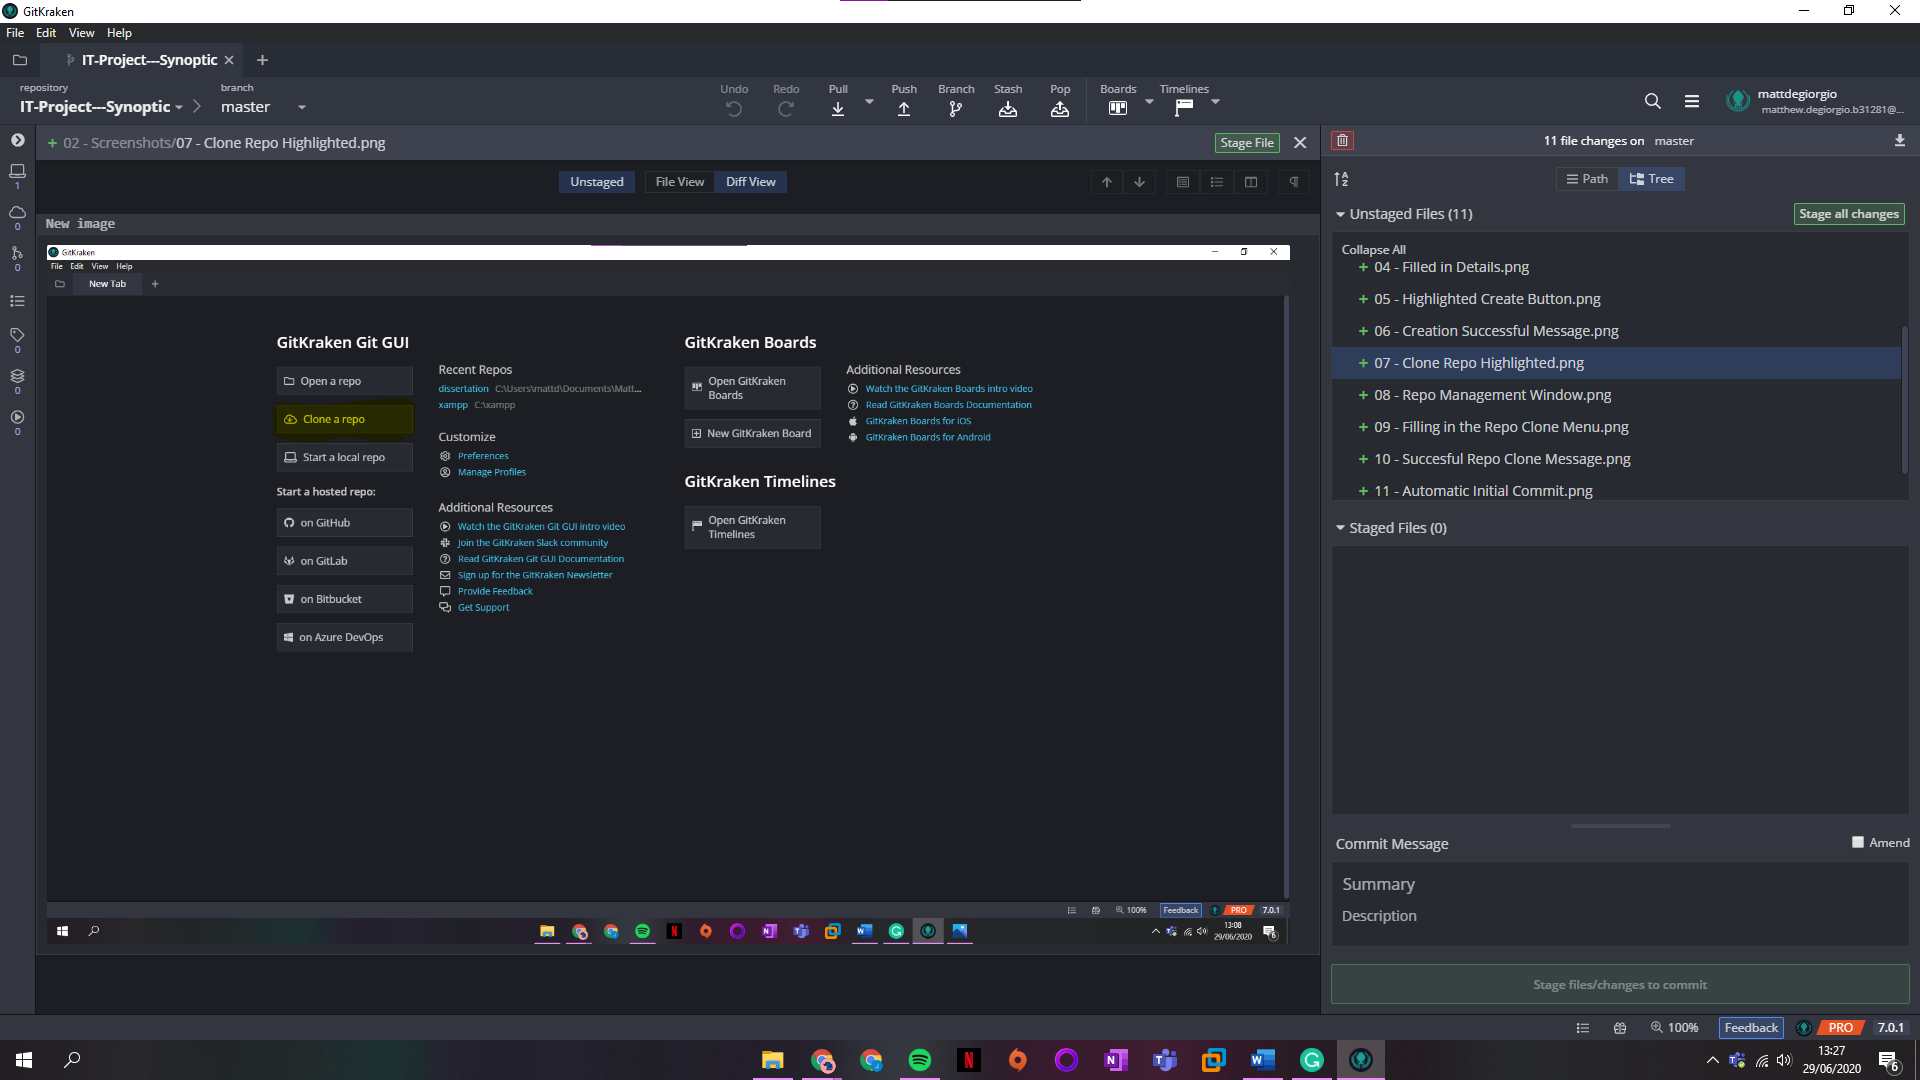 GitKraken
File Edit View Help
IT-Project---Synoptic
repository
IT-Project---Synoptic
branch
master
Undo Redo Pull Push Branch Stash Pop Boards Timelines
mattdegiorgio
matthew.degiorgio.b31281@...
02 - Screenshots/07 - Clone Repo Highlighted.png
Stage File
Unstaged File View Diff View
New image
1
0
0
0
0
0
GitKraken
File Edit View Help
New Tab
GitKraken Git GUI
Open a repo
Clone a repo
Start a local repo
Start a hosted repo:
on GitHub
on GitLab
on Bitbucket
on Azure DevOps
Recent Repos
dissertation C:\Users\mattd\Documents\Matt...
xampp C:\xampp
Customize
Preferences
Manage Profiles
Additional Resources
Watch the GitKraken Git GUI intro video
Join the GitKraken Slack community
Read GitKraken Git GUI Documentation
Sign up for the GitKraken Newsletter
Provide Feedback
Get Support
GitKraken Boards
Open GitKraken
Boards
New GitKraken Board
Additional Resources
Watch the GitKraken Boards intro video
Read GitKraken Boards Documentation
GitKraken Boards for iOS
GitKraken Boards for Android
GitKraken Timelines
Open GitKraken
Timelines
100% Feedback PRO 7.0.1
13:08
29/06/2020
6
11 file changes on master
Path Tree
Unstaged Files (11)
Stage all changes
Collapse All
04 - Filled in Details.png
05 - Highlighted Create Button.png
06 - Creation Successful Message.png
07 - Clone Repo Highlighted.png
08 - Repo Management Window.png
09 - Filling in the Repo Clone Menu.png
10 - Succesful Repo Clone Message.png
11 - Automatic Initial Commit.png
Staged Files (0)
Commit Message
Amend
Summary
Description
Stage files/changes to commit
100% Feedback PRO 7.0.1
13:27
29/06/2020
6